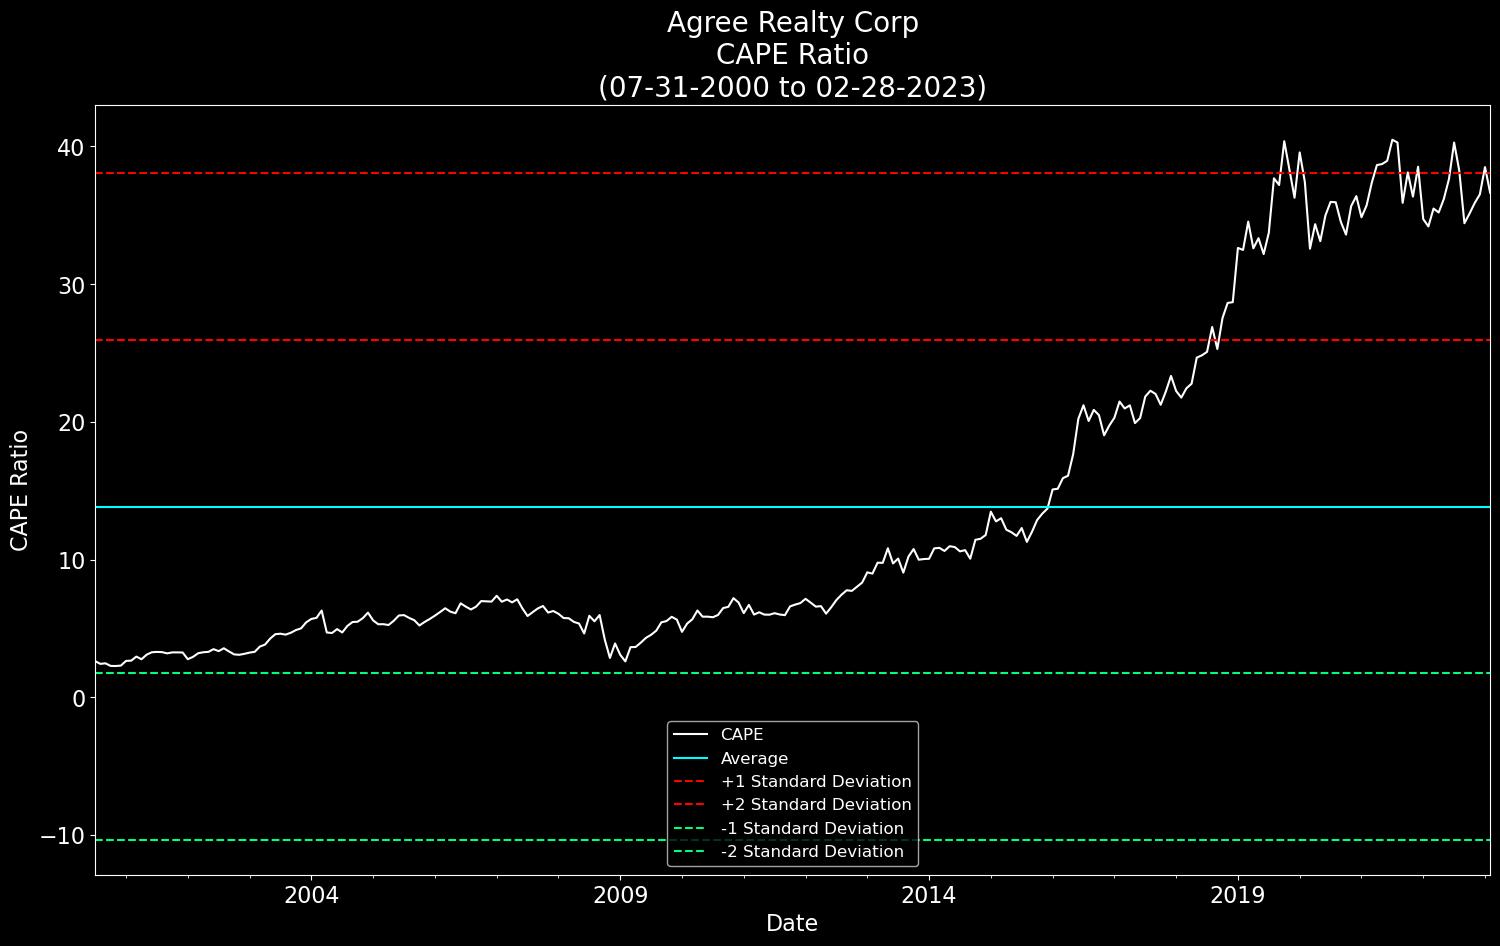 Agree Realty Corp
CAPE Ratio
(07-31-2000 to 02-28-2023)
40
30
20
10
0
−10
CAPE Ratio
CAPE
Average
+1 Standard Deviation
+2 Standard Deviation
-1 Standard Deviation
-2 Standard Deviation
2004 2009 2014 2019
Date